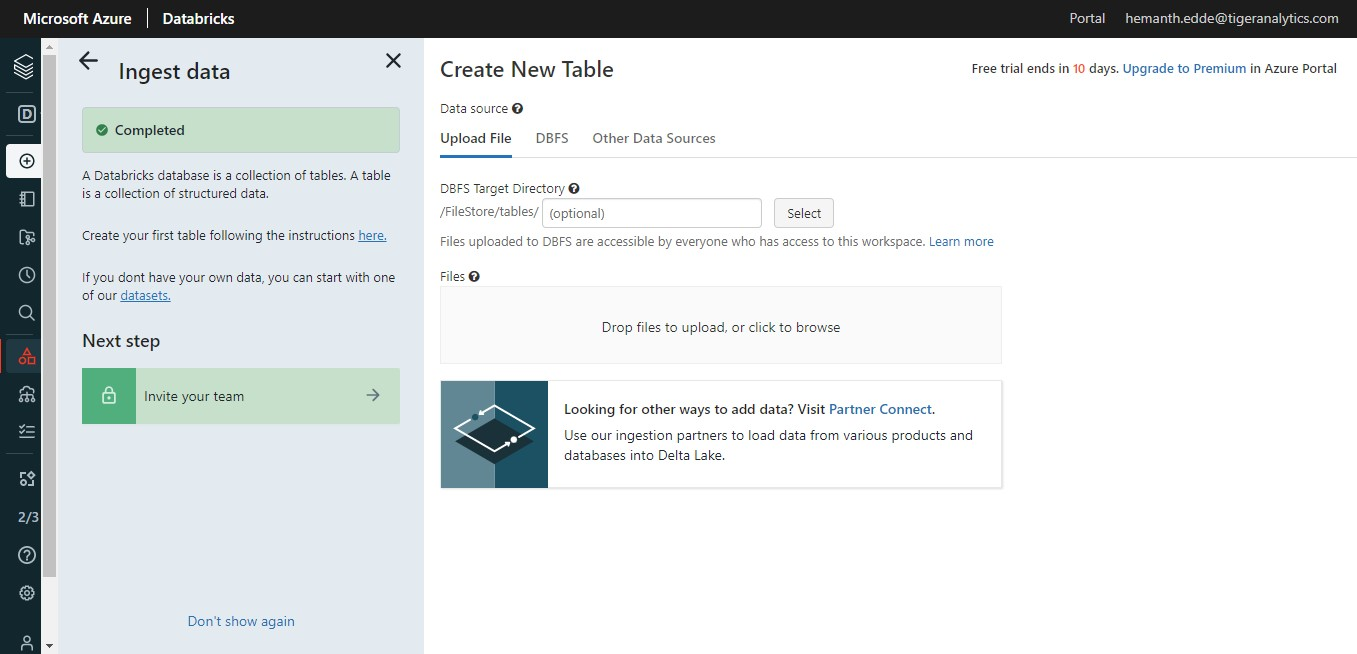 Microsoft Azure | Databricks
Portal hemanth.edde@tigeranalytics.com
D
2/3
Ingest data
Completed
A Databricks database is a collection of tables. A table
is a collection of structured data.
Create your first table following the instructions here.
If you dont have your own data, you can start with one
of our datasets.
Next step
Invite your team
Don't show again
Create New Table
Free trial ends in 10 days. Upgrade to Premium in Azure Portal
Data source
Upload File DBFS Other Data Sources
DBFS Target Directory
/FileStore/tables/ (optional) Select
Files uploaded to DBFS are accessible by everyone who has access to this workspace. Learn more
Files
Drop files to upload, or click to browse
Looking for other ways to add data? Visit Partner Connect.
Use our ingestion partners to load data from various products and
databases into Delta Lake.